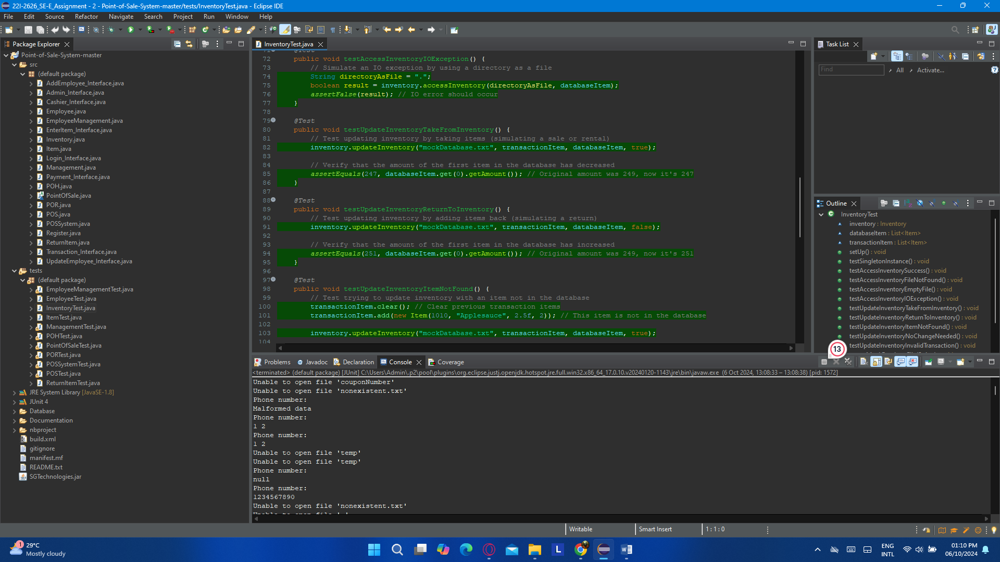 22I-2626_SE-E_Assignment - 2 - Point-of-Sale-System-master/tests/InventoryTest.java - Eclipse IDE
File Edit Source Refactor Navigate Search Project Run Window Help
Package Explorer
Point-of-Sale-System-master
src
(default package)
AddEmployee_Interface.java
Admin_Interface.java
Cashier_Interface.java
Employee.java
EmployeeManagement.java
EnterItem_Interface.java
Inventory.java
Item.java
Login_Interface.java
Management.java
Payment_Interface.java
POH.java
PointOfSale.java
POR.java
POS.java
POSSystem.java
Register.java
ReturnItem.java
Transaction_Interface.java
UpdateEmployee_Interface.java
tests
(default package)
EmployeeManagementTest.java
EmployeeTest.java
InventoryTest.java
ItemTest.java
ManagementTest.java
POHTest.java
PointOfSaleTest.java
PORTest.java
POSSystemTest.java
POSTest.java
ReturnItemTest.java
JRE System Library [JavaSE-1.8]
JUnit 4
Database
Documentation
nbproject
build.xml
gitignore
manifest.mf
README.txt
SGTechnologies.jar
InventoryTest.java
71 @Test
72 public void testAccessInventoryIOException() {
73 // Simulate an IO exception by using a directory as a file
74 String directoryAsFile = ".";
75 boolean result = inventory.accessInventory(directoryAsFile, databaseItem);
76 assertFalse(result); // IO error should occur
77 }
78
79 @Test
80 public void testUpdateInventoryTakeFromInventory() {
81 // Test updating inventory by taking items (simulating a sale or rental)
82 inventory.updateInventory("mockDatabase.txt", transactionItem, databaseItem, true);
83
84 // Verify that the amount of the first item in the database has decreased
85 assertEquals(247, databaseItem.get(0).getAmount()); // Original amount was 249, now it's 247
86 }
87
88 @Test
89 public void testUpdateInventoryReturnToInventory() {
90 // Test updating inventory by adding items back (simulating a return)
91 inventory.updateInventory("mockDatabase.txt", transactionItem, databaseItem, false);
92
93 // Verify that the amount of the first item in the database has increased
94 assertEquals(251, databaseItem.get(0).getAmount()); // Original amount was 249, now it's 251
95 }
96
97 @Test
98 public void testUpdateInventoryItemNotFound() {
99 // Test trying to update inventory with an item not in the database
100 transactionItem.clear(); // Clear previous transaction items
101 transactionItem.add(new Item(1010, "Applesauce", 2.5f, 2)); // This item is not in the database
102
103 inventory.updateInventory("mockDatabase.txt", transactionItem, databaseItem, true);
104
Task List
Find All Activate...
Outline
InventoryTest
inventory : Inventory
databaseItem : List<Item>
transactionItem : List<Item>
setUp() : void
testSingletonInstance() : void
testAccessInventorySuccess() : void
testAccessInventoryFileNotFound() : void
testAccessInventoryEmptyFile() : void
testAccessInventoryIOException() : void
testUpdateInventoryTakeFromInventory() : void
testUpdateInventoryReturnToInventory() : void
testUpdateInventoryItemNotFound() : void
testUpdateInventoryNoChangeNeeded() : void
testUpdateInventoryInvalidTransaction() : void
13
Problems Javadoc Declaration Console Coverage
<terminated> (default package) [JUnit] C:\Users\Admin\.p2\pool\plugins\org.eclipse.justj.openjdk.hotspot.jre.full.win32.x86_64_17.0.10.v20240120-1143\jre\bin\javaw.exe (6 Oct 2024, 13:08:33 – 13:08:38) [pid: 1572]
Unable to open file 'couponNumber'
Unable to open file 'nonexistent.txt'
Phone number:
Malformed data
Phone number:
1 2
Phone number:
1 2
Unable to open file 'temp'
Unable to open file 'temp'
Phone number:
null
Phone number:
1234567890
Unable to open file 'nonexistent.txt'
Writable Smart Insert 1 : 1 : 0
1
29°C
Mostly cloudy
ENG
INTL
01:10 PM
06/10/2024